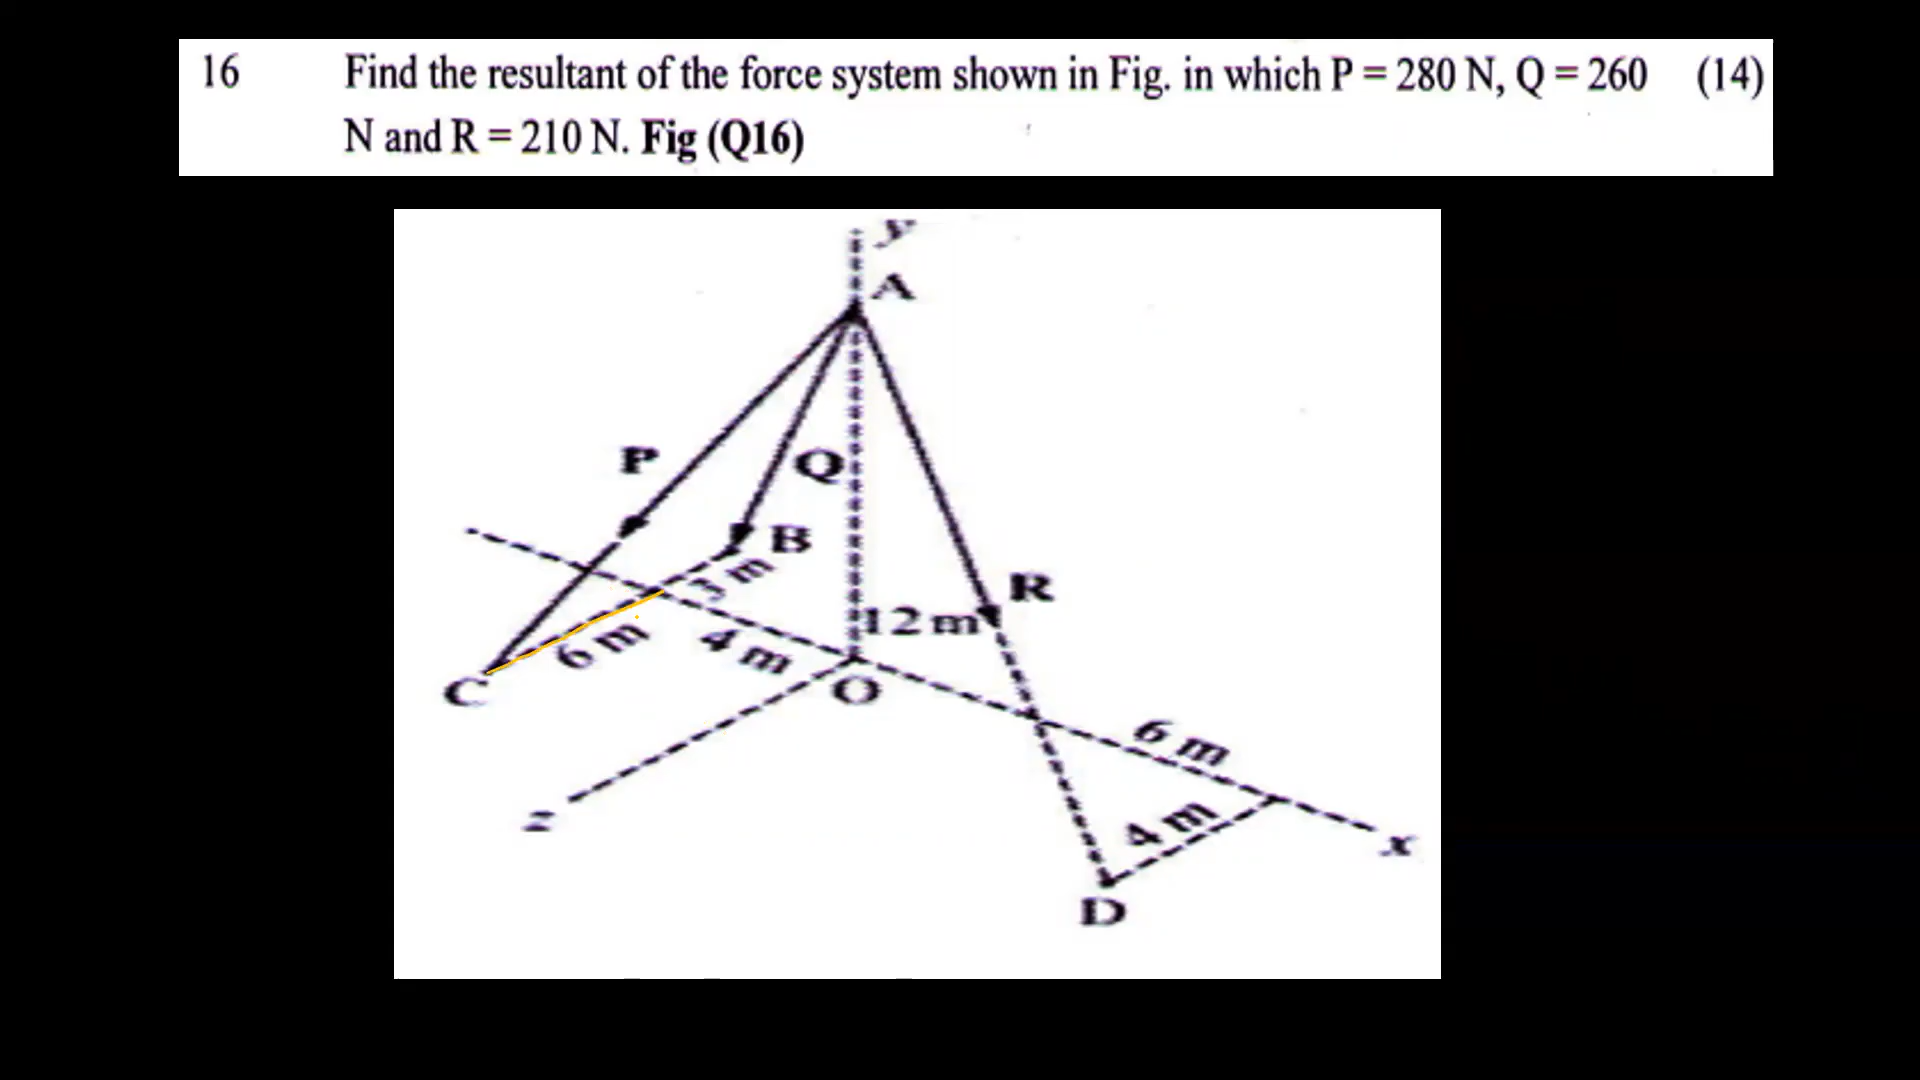 16 Find the resultant of the force system shown in Fig. in which P = 280 N, Q = 260 (14)
N and R = 210 N. Fig (Q16)
y
A
P
Q
B
3 m
R
12 m
6 m
4 m
C
O
6 m
z
4 m
x
D